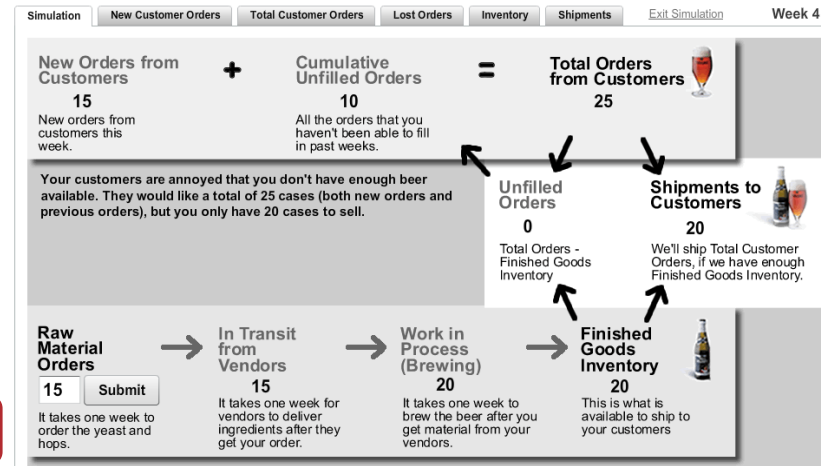 Simulation New Customer Orders Total Customer Orders Lost Orders Inventory Shipments Exit Simulation Week 4
New Orders from
Customers
15
New orders from
customers this
week.
+
Cumulative
Unfilled Orders
10
All the orders that you
haven't been able to fill
in past weeks.
=
Total Orders
from Customers
25
Your customers are annoyed that you don't have enough beer
available. They would like a total of 25 cases (both new orders and
previous orders), but you only have 20 cases to sell.
Unfilled
Orders
0
Total Orders -
Finished Goods
Inventory
Shipments to
Customers
20
We'll ship Total Customer
Orders, if we have enough
Finished Goods Inventory.
Raw
Material
Orders
15 Submit
It takes one week to
order the yeast and
hops.
In Transit
from
Vendors
15
It takes one week for
vendors to deliver
ingredients after they
get your order.
Work in
Process
(Brewing)
20
It takes one week to
brew the beer after you
get material from your
vendors.
Finished
Goods
Inventory
20
This is what is
available to ship to
your customers